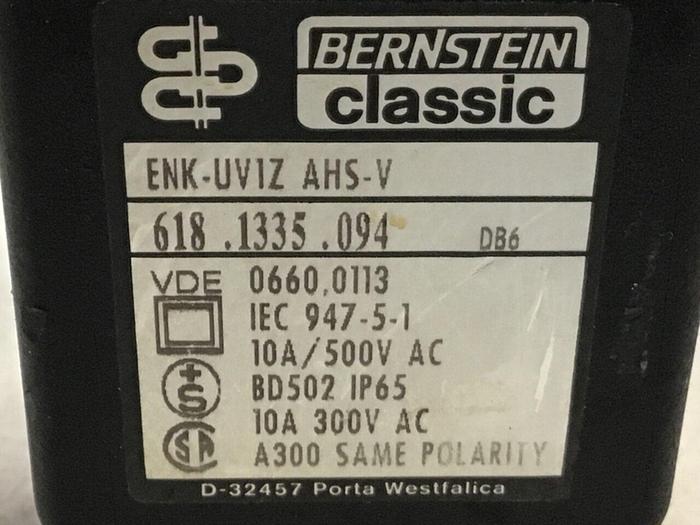 BERNSTEIN
classic
ENK-UV1Z AHS-V
618.1335.094 DB6
VDE 0660,0113
IEC 947-5-1
10A/500V AC
+S BD502 IP65
10A 300V AC
SA A300 SAME POLARITY
D-32457 Porta Westfalica